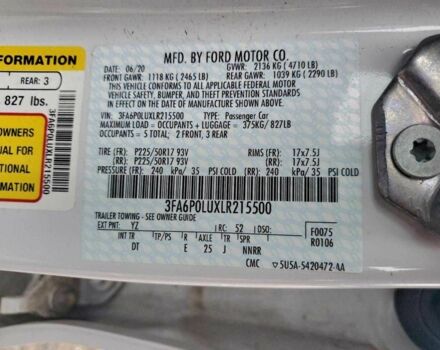 MFD. BY FORD MOTOR CO.
DATE: 06/20 GVWR: 2136 KG ( 4710 LB)
FRONT GAWR: 1118 KG ( 2465 LB) REAR GAWR: 1039 KG ( 2290 LB)
THIS VEHICLE CONFORMS TO ALL APPLICABLE FEDERAL MOTOR
VEHICLE SAFETY, BUMPER, AND THEFT PREVENTION STANDARDS IN
EFFECT ON THE DATE OF MANUFACTURE SHOWN ABOVE
VIN: 3FA6P0LUXLR215500 TYPE: Passenger Car
MAXIMUM LOAD = OCCUPANTS + LUGGAGE = 375KG/827LB
OCCUPANTS = 5 TOTAL: 2 FRONT, 3 REAR
TIRE (FR): P225/50R17 93V RIMS (FR) 17x7.5J
TIRE (RR): P225/50R17 93V (RR) 17x7.5J
PRESSURE(FR): 240 kPa/ 35 PSI COLD (RR) 240 kPa/ 35 PSI COLD
3FA6P0LUXLR215500
TRAILER TOWING - SEE OWNER GUIDE
EXT PNT: YZ RC: 52 DSO: F0075
INT TR TP/PS R AXLE TR SPR R0106
DT E 25 J NNRR
CMC 5U5A-5420472-AA
FORMATION
REAR: 3
827 lbs.
OWNERS
MANUAL FOR
ADDITIONAL
3FA6P0LUXLR215500